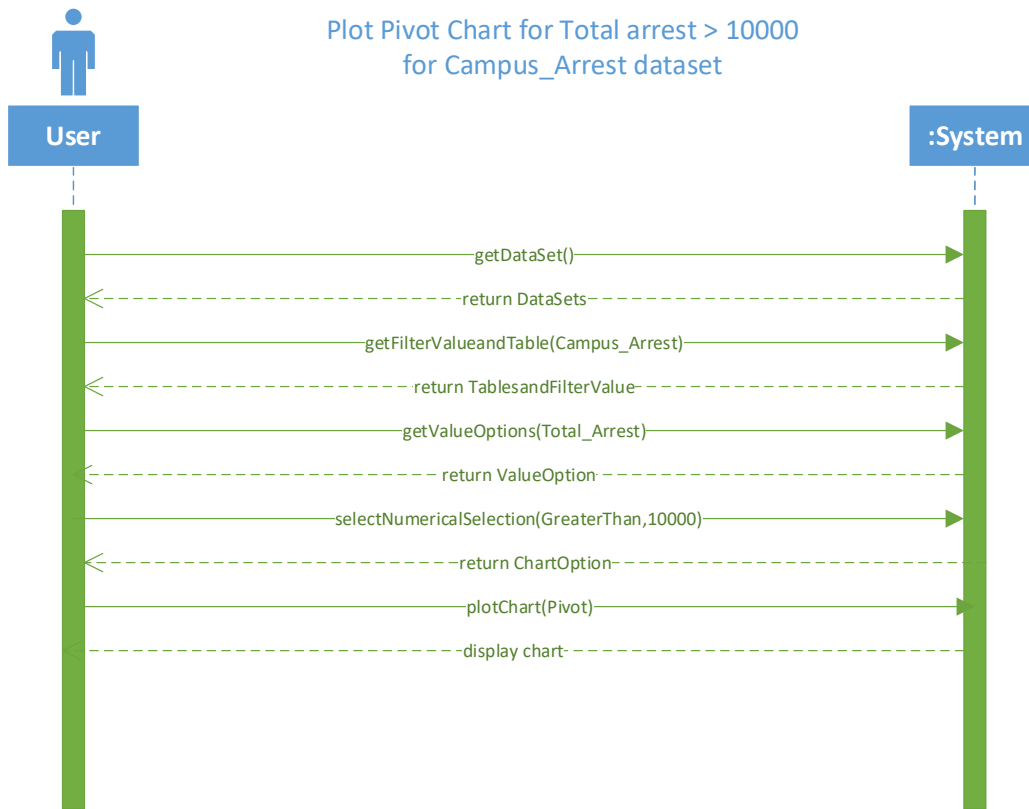 Plot Pivot Chart for Total arrest > 10000
for Campus_Arrest dataset
User
:System
getDataSet()
return DataSets
getFilterValueandTable(Campus_Arrest)
return TablesandFilterValue
getValueOptions(Total_Arrest)
return ValueOption
selectNumericalSelection(GreaterThan,10000)
return ChartOption
plotChart(Pivot)
display chart